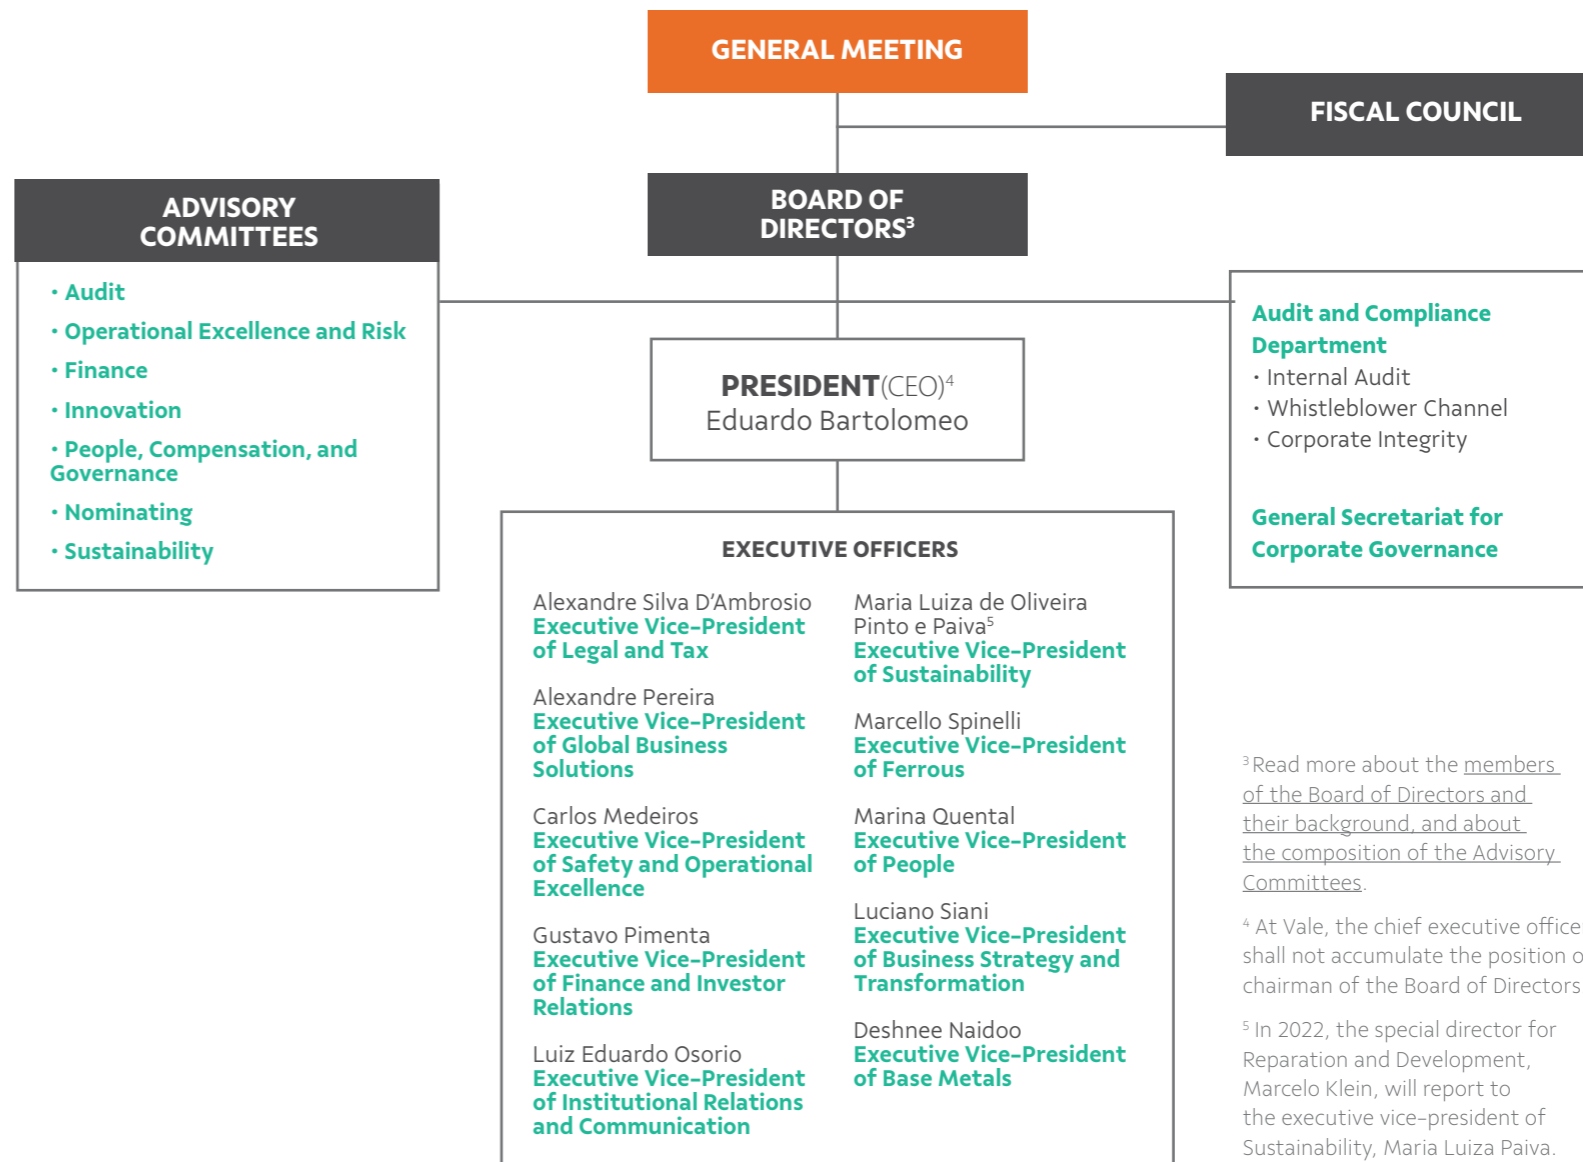 GENERAL MEETING
FISCAL COUNCIL
ADVISORY
COMMITTEES
• Audit
• Operational Excellence and Risk
• Finance
• Innovation
• People, Compensation, and
Governance
• Nominating
• Sustainability
BOARD OF
DIRECTORS³
PRESIDENT(CEO)⁴
Eduardo Bartolomeo
Audit and Compliance
Department
• Internal Audit
• Whistleblower Channel
• Corporate Integrity
General Secretariat for
Corporate Governance
EXECUTIVE OFFICERS
Alexandre Silva D’Ambrosio
Executive Vice-President
of Legal and Tax
Alexandre Pereira
Executive Vice-President
of Global Business
Solutions
Carlos Medeiros
Executive Vice-President
of Safety and Operational
Excellence
Gustavo Pimenta
Executive Vice-President
of Finance and Investor
Relations
Luiz Eduardo Osorio
Executive Vice-President
of Institutional Relations
and Communication
Maria Luiza de Oliveira
Pinto e Paiva⁵
Executive Vice-President
of Sustainability
Marcello Spinelli
Executive Vice-President
of Ferrous
Marina Quental
Executive Vice-President
of People
Luciano Siani
Executive Vice-President
of Business Strategy and
Transformation
Deshnee Naidoo
Executive Vice-President
of Base Metals
³ Read more about the members
of the Board of Directors and
their background, and about
the composition of the Advisory
Committees.
⁴ At Vale, the chief executive office
shall not accumulate the position o
chairman of the Board of Directors
⁵ In 2022, the special director for
Reparation and Development,
Marcelo Klein, will report to
the executive vice-president of
Sustainability, Maria Luiza Paiva.